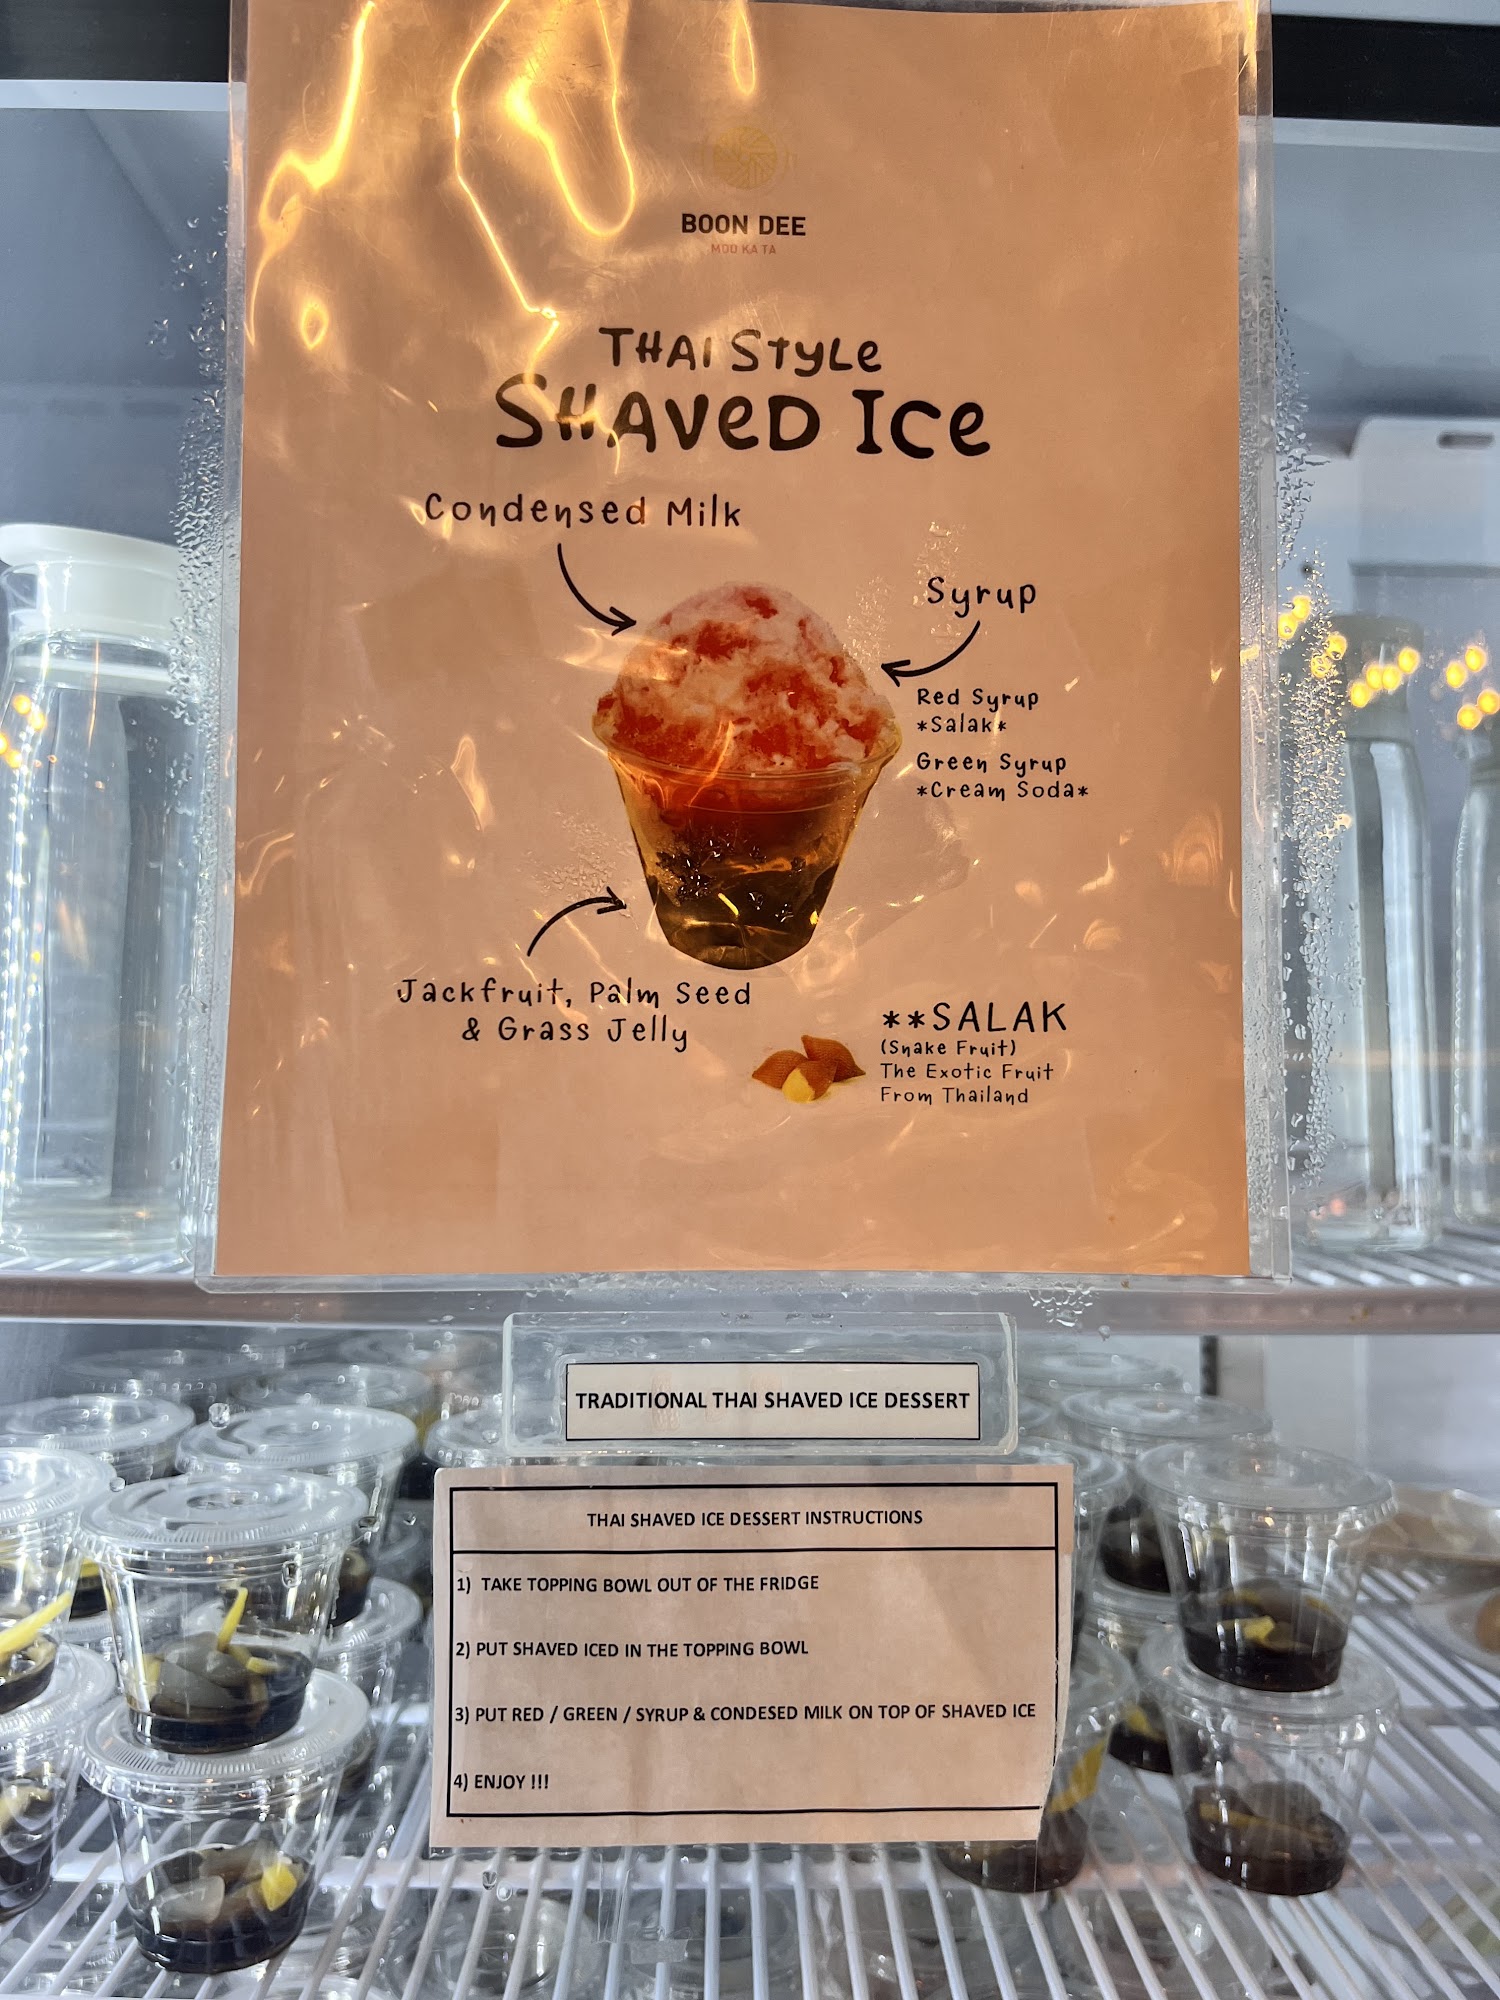 BOON DEE
MOO KA TA
THAI STYLE
SHAVED ICE
Condensed Milk
Syrup
Red Syrup
*Salak*
Green Syrup
*Cream Soda*
Jackfruit, Palm Seed
& Grass Jelly
**SALAK
(Snake Fruit)
The Exotic Fruit
From Thailand
TRADITIONAL THAI SHAVED ICE DESSERT
THAI SHAVED ICE DESSERT INSTRUCTIONS
1) TAKE TOPPING BOWL OUT OF THE FRIDGE
2) PUT SHAVED ICED IN THE TOPPING BOWL
3) PUT RED / GREEN / SYRUP & CONDESED MILK ON TOP OF SHAVED ICE
4) ENJOY !!!